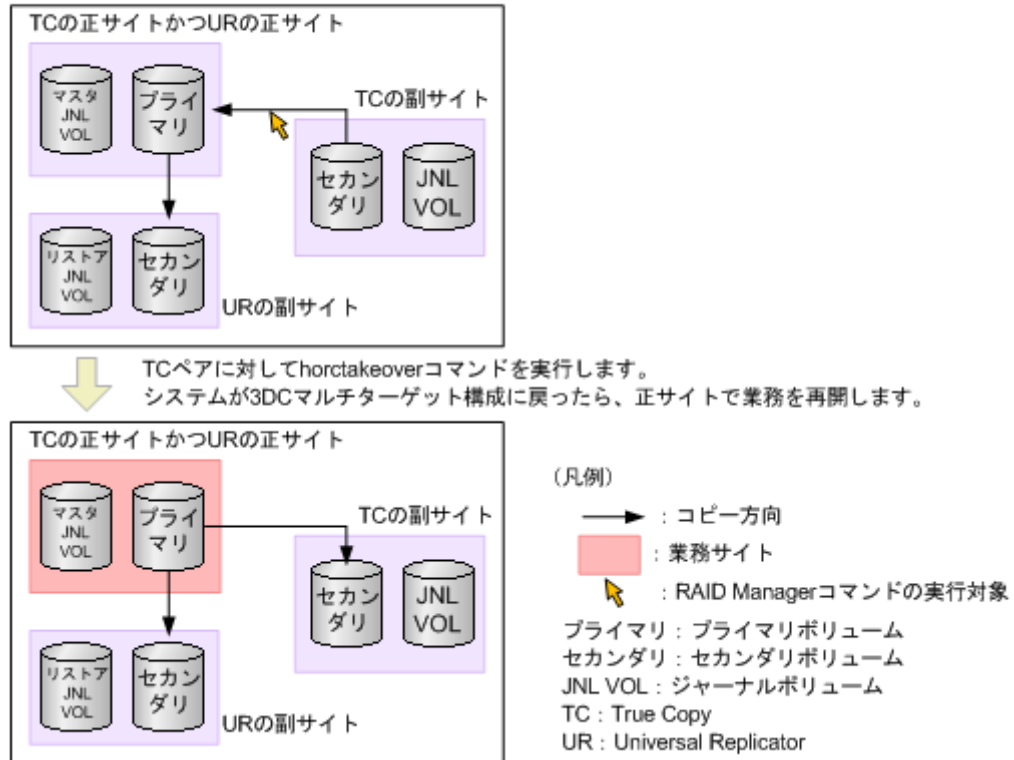 TCの正サイトかつURの正サイト
マスタ
JNL
VOL
プライ
マリ
TCの副サイト
セカン
ダリ
JNL
VOL
リストア
JNL
VOL
セカン
ダリ
URの副サイト
TCペアに対してhorctakeoverコマンドを実行します。
システムが3DCマルチターゲット構成に戻ったら、正サイトで業務を再開します。
TCの正サイトかつURの正サイト
マスタ
JNL
VOL
プライ
マリ
TCの副サイト
セカン
ダリ
JNL
VOL
リストア
JNL
VOL
セカン
ダリ
URの副サイト
(凡例)
：コピー方向
：業務サイト
：RAID Managerコマンドの実行対象
プライマリ：プライマリボリューム
セカンダリ：セカンダリボリューム
JNL VOL：ジャーナルボリューム
TC：True Copy
UR：Universal Replicator